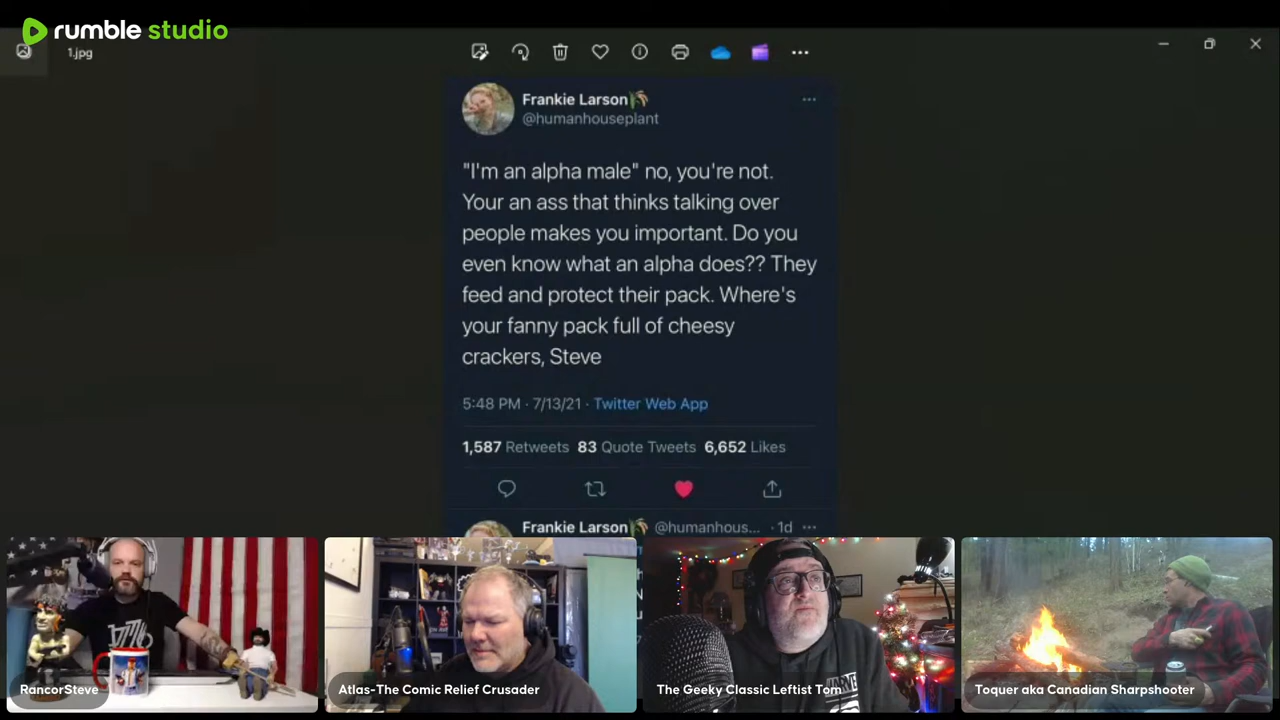 rumble studio
1.jpg
Frankie Larson
@humanhouseplant
"I'm an alpha male" no, you're not.
Your an ass that thinks talking over
people makes you important. Do you
even know what an alpha does?? They
feed and protect their pack. Where's
your fanny pack full of cheesy
crackers, Steve
5:48 PM · 7/13/21 · Twitter Web App
1,587 Retweets 83 Quote Tweets 6,652 Likes
Frankie Larson @humanhous... · 1d
1776
MARVEL
RancorSteve
Atlas-The Comic Relief Crusader
The Geeky Classic Leftist Tom
Toquer aka Canadian Sharpshooter